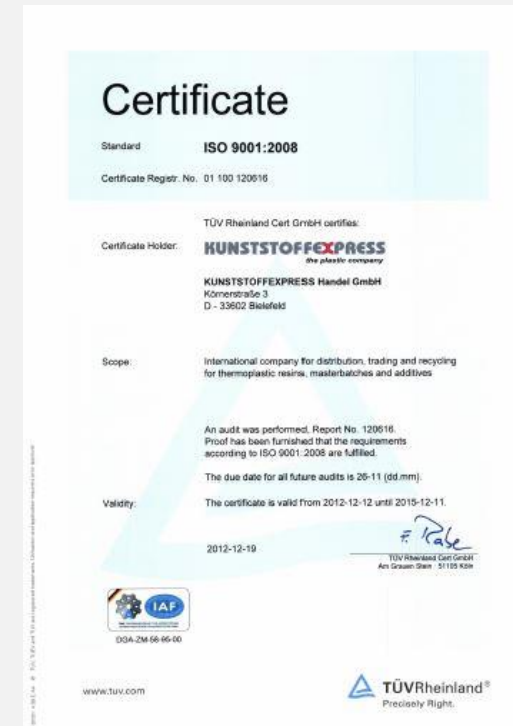 Certificate
Standard ISO 9001:2008
Certificate Registr. No. 01 100 120616
TÜV Rheinland Cert GmbH certifies:
Certificate Holder: KUNSTSTOFFEXPRESS
the plastic company
KUNSTSTOFFEXPRESS Handel GmbH
Körnerstraße 3
D - 33602 Bielefeld
Scope: International company for distribution, trading and recycling
for thermoplastic resins, masterbatches and additives
An audit was performed, Report No. 120616.
Proof has been furnished that the requirements
according to ISO 9001:2008 are fulfilled.
The due date for all future audits is 26-11 (dd.mm).
Validity: The certificate is valid from 2012-12-12 until 2015-12-11.
F. Rabe
2012-12-19
TÜV Rheinland Cert GmbH
Am Grauen Stein · 51105 Köln
IAF
DGA-ZM-58-95-00
www.tuv.com
TÜVRheinland®
Precisely Right.